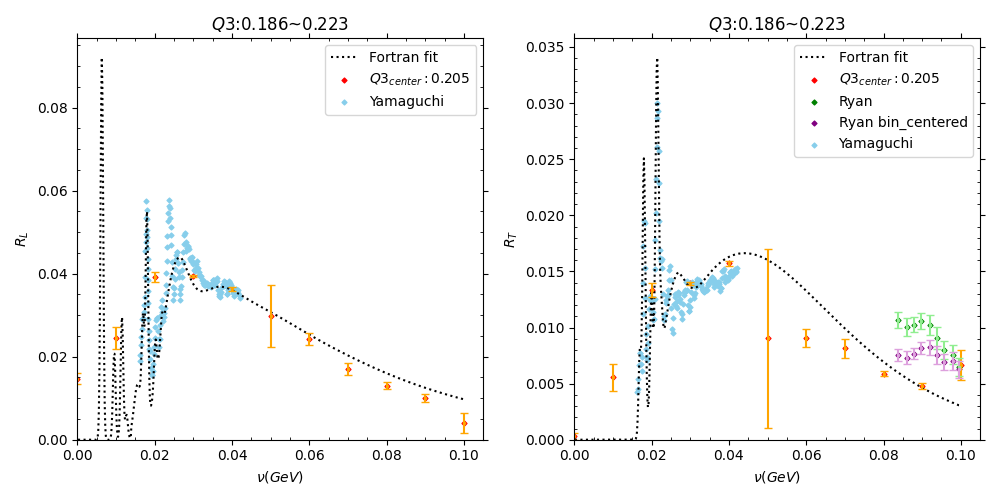 Q3:0.186~0.223
Fortran fit
Q3center : 0.205
Yamaguchi
RL
0.00
0.02
0.04
0.06
0.08
0.00
0.02
0.04
0.06
0.08
0.10
ν(GeV)
Q3:0.186~0.223
Fortran fit
Q3center : 0.205
Ryan
Ryan bin_centered
Yamaguchi
RT
0.035
0.030
0.025
0.020
0.015
0.010
0.005
0.000
0.00
0.02
0.04
0.06
0.08
0.10
ν(GeV)